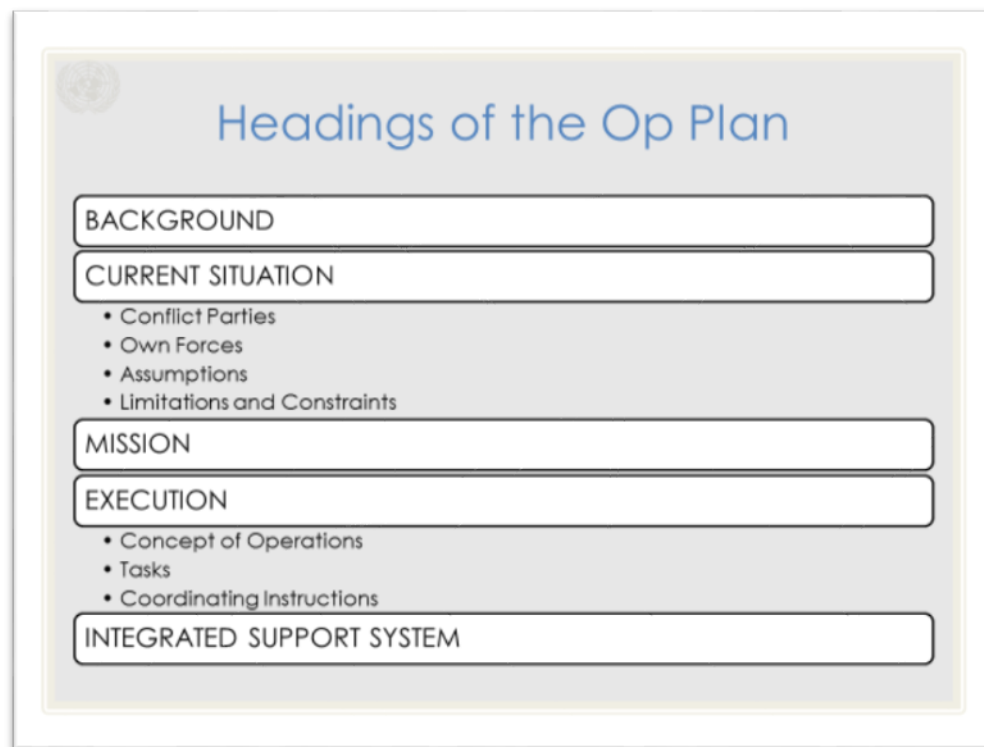 Headings of the Op Plan
BACKGROUND
CURRENT SITUATION
• Conflict Parties
• Own Forces
• Assumptions
• Limitations and Constraints
MISSION
EXECUTION
• Concept of Operations
• Tasks
• Coordinating Instructions
INTEGRATED SUPPORT SYSTEM